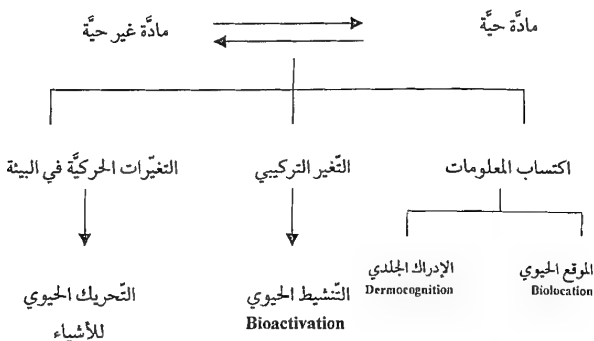 مادَّة حيَّة
مادَّة غير حيَّة
اكتساب المعلومات
التّغير التركيبي
التغيّرات الحركيَّة في البيئة
الموقع الحيوي
Biolocation
الإدراك الجلدي
Dermocognition
التّنشيط الحيوي
Bioactivation
التّحريك الحيوي
للأشياء